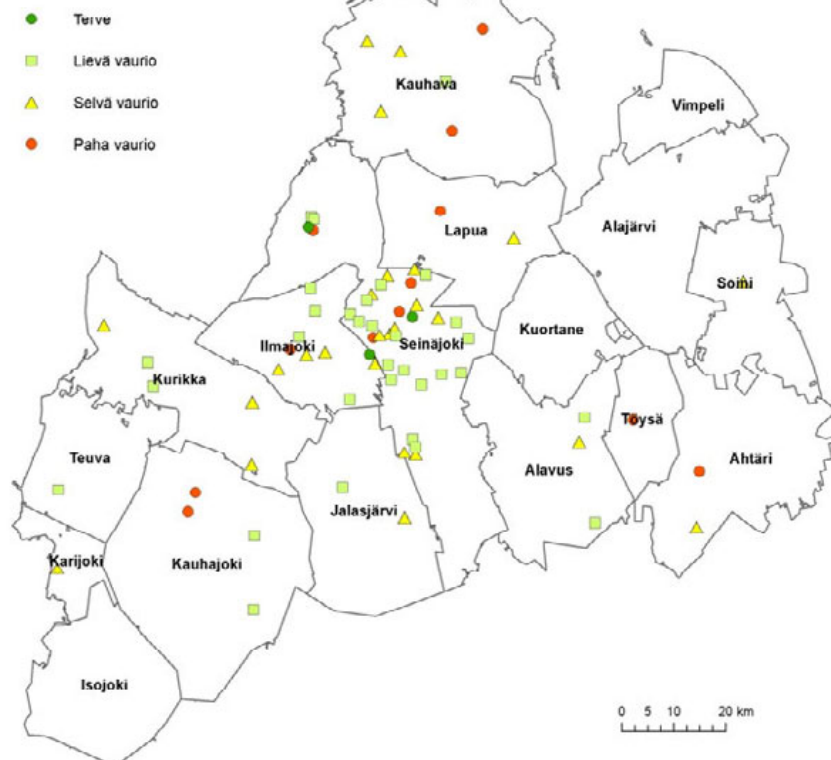 Terve
Lievä vaurio
Selvä vaurio
Paha vaurio
Kauhava
Vimpeli
Lapua
Alajärvi
Soini
Kuortane
Ilmajoki
Seinäjoki
Kurikka
Töysä
Teuva
Alavus
Ähtäri
Jalasjärvi
Karijoki
Kauhajoki
Isojoki
0 5 10 20 km